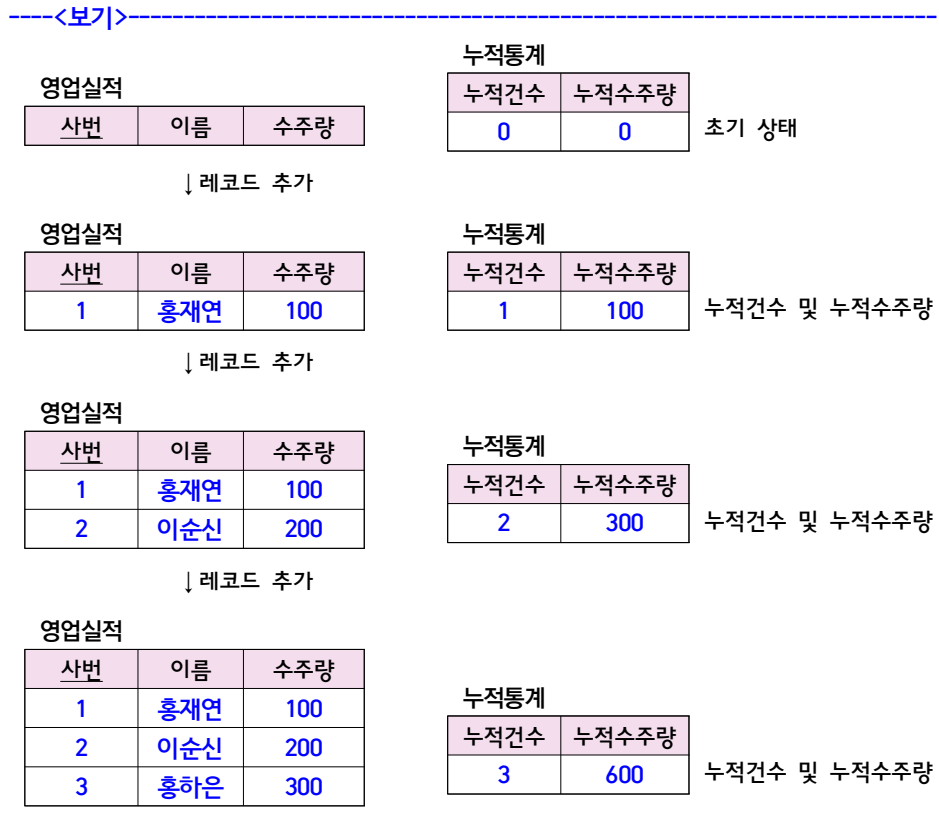 ----<보기>----------------------------------------------------------------------
누적통계
영업실적
누적건수 누적수주량
사번 이름 수주량
0 0 초기 상태
↓레코드 추가
영업실적 누적통계
사번 이름 수주량 누적건수 누적수주량
1 홍재연 100 1 100 누적건수 및 누적수주량
↓레코드 추가
영업실적
사번 이름 수주량 누적통계
1 홍재연 100 누적건수 누적수주량
2 이순신 200 2 300 누적건수 및 누적수주량
↓레코드 추가
영업실적
사번 이름 수주량
1 홍재연 100 누적통계
2 이순신 200 누적건수 누적수주량
3 홍하은 300 3 600 누적건수 및 누적수주량